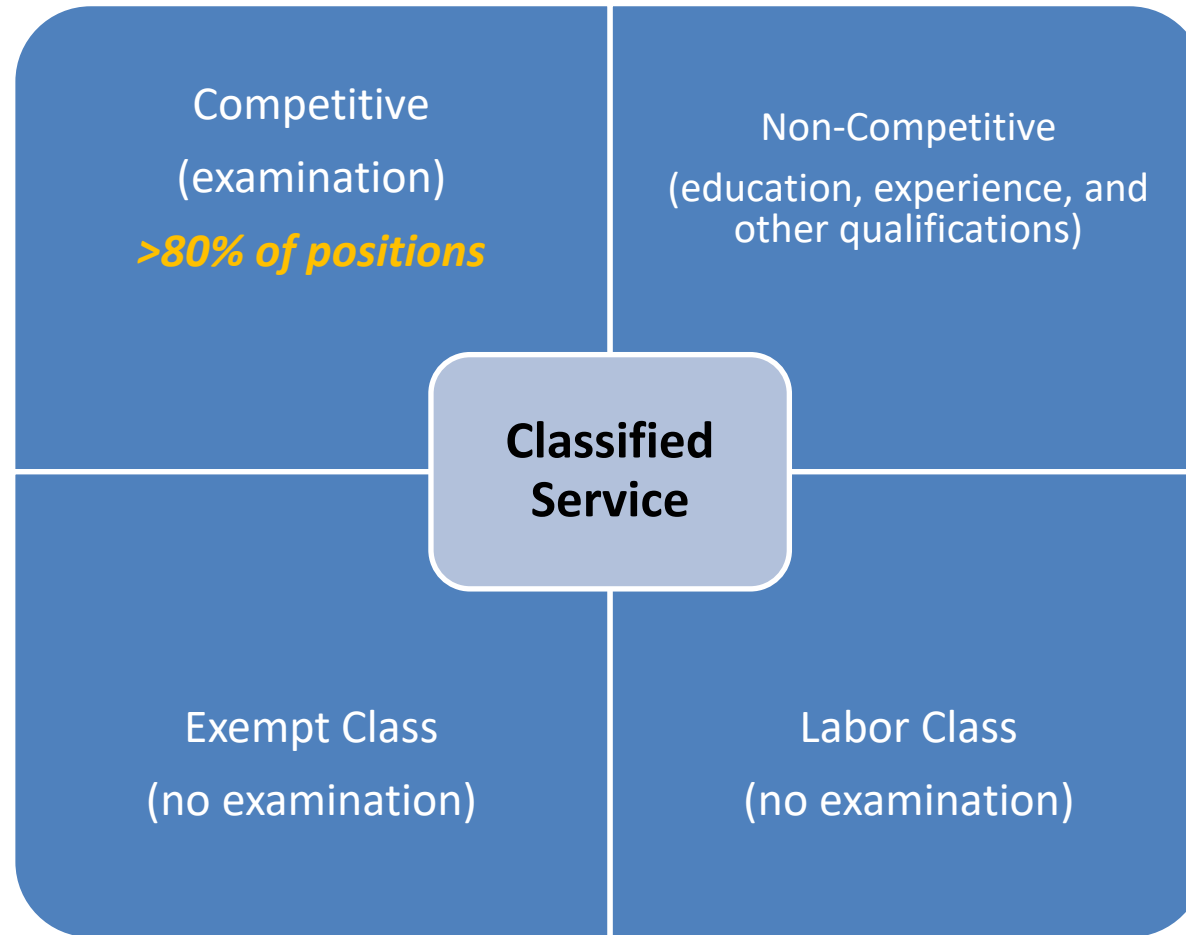 Competitive
(examination)
>80% of positions
Non-Competitive
(education, experience, and
other qualifications)
Classified
Service
Exempt Class
(no examination)
Labor Class
(no examination)